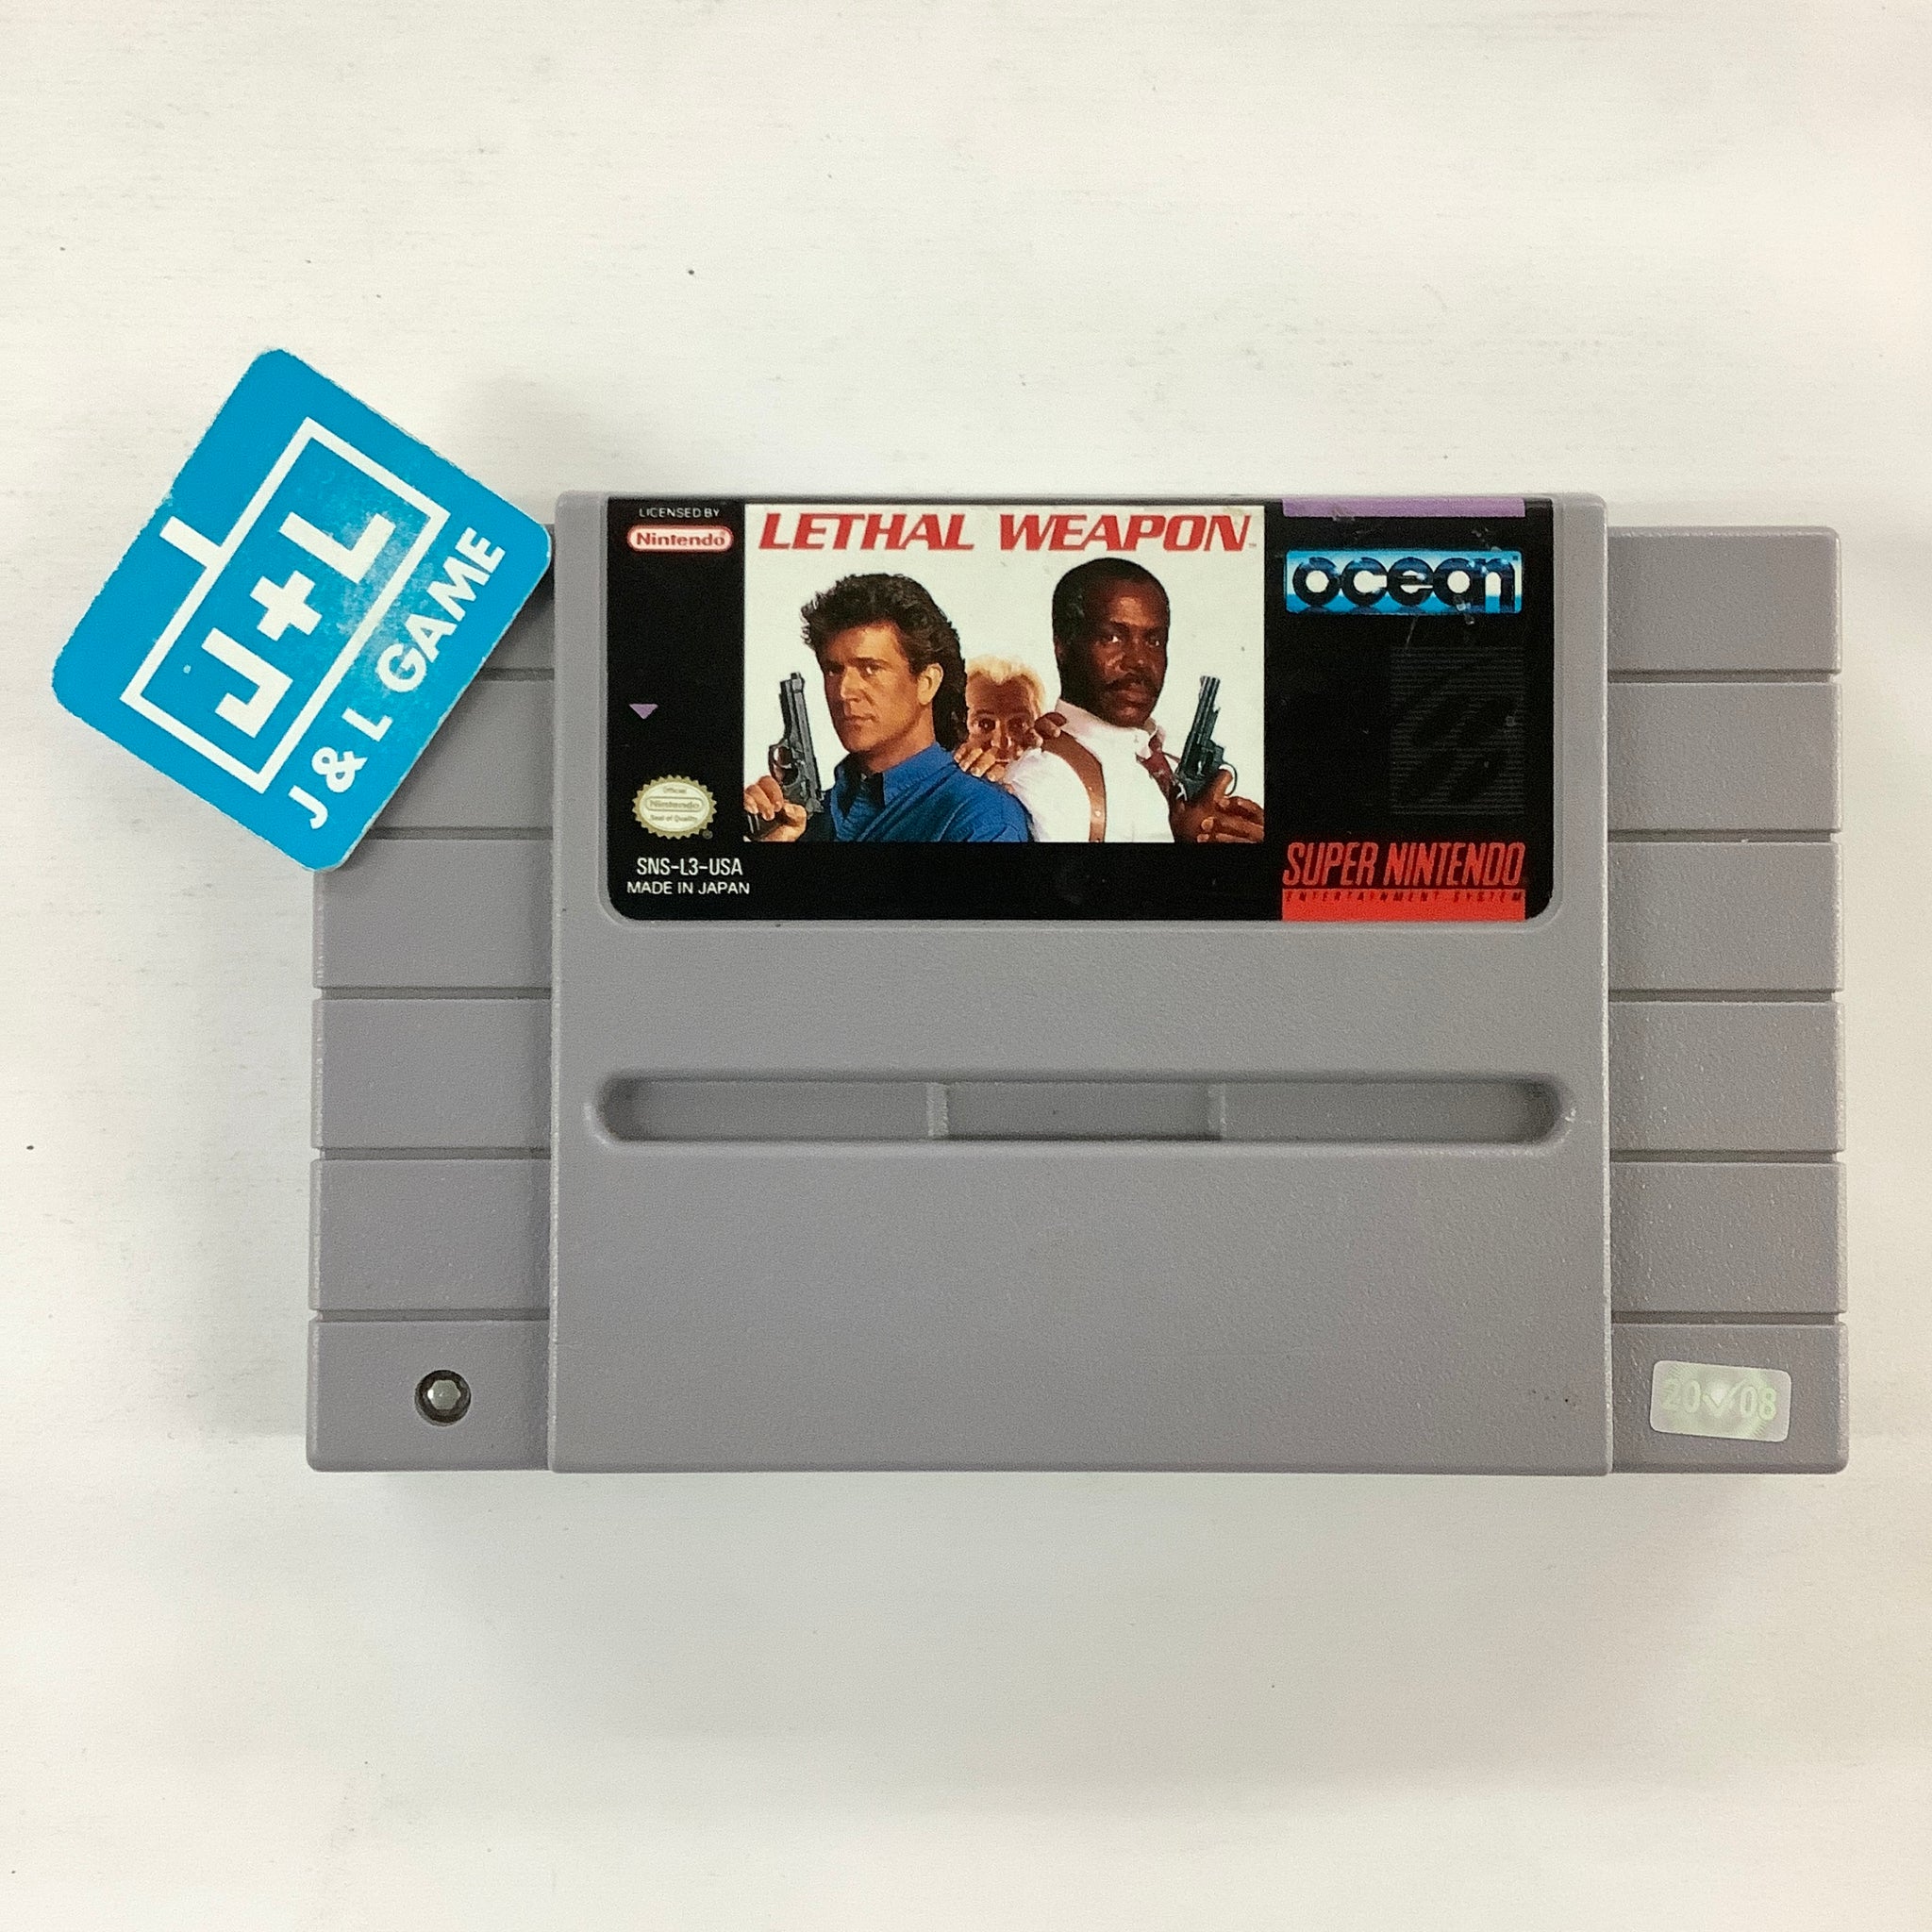 J+L
J & L GAME
LICENSED BY
Nintendo
LETHAL WEAPON™
ocean
Official
Nintendo
Seal of Quality
SNS-L3-USA
MADE IN JAPAN
SUPER NINTENDO
ENTERTAINMENT SYSTEM
20 08